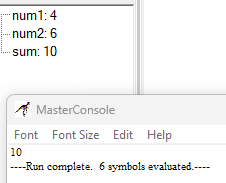 num1: 4
num2: 6
sum: 10
MasterConsole
Font Font Size Edit Help
10
----Run complete.  6 symbols evaluated.----